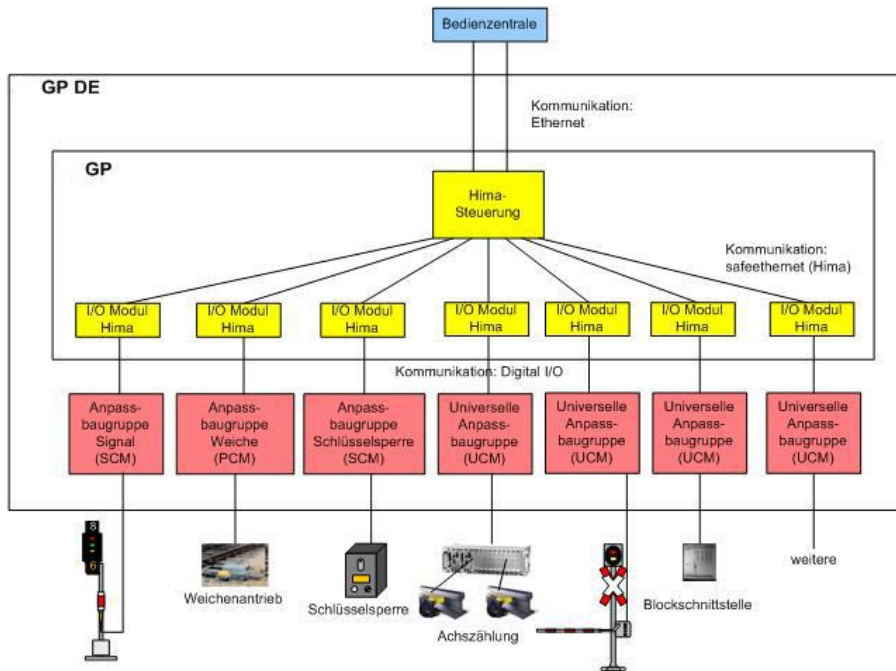 Bedienzentrale
GP DE
Kommunikation:
Ethernet
GP
Hima-
Steuerung
Kommunikation:
safeethernet (Hima)
I/O Modul
Hima
I/O Modul
Hima
I/O Modul
Hima
I/O Modul
Hima
I/O Modul
Hima
I/O Modul
Hima
I/O Modul
Hima
Kommunikation: Digital I/O
Anpass-
baugruppe
Signal
(SCM)
Anpass-
baugruppe
Weiche
(PCM)
Anpass-
baugruppe
Schlüsselsperre
(SCM)
Universelle
Anpass-
baugruppe
(UCM)
Universelle
Anpass-
baugruppe
(UCM)
Universelle
Anpass-
baugruppe
(UCM)
Universelle
Anpass-
baugruppe
(UCM)
8
6
Weichenantrieb
Schlüsselsperre
Achszählung
Blockschnittstelle
weitere